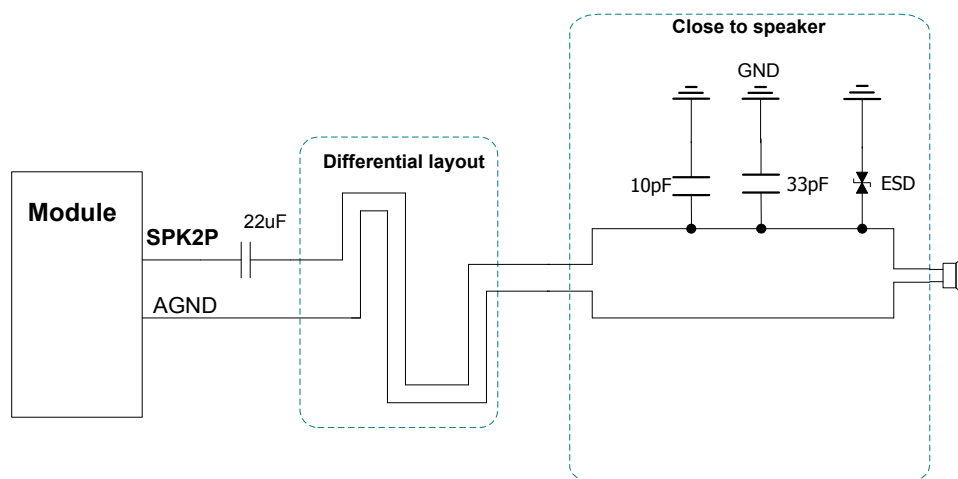 Close to speaker
GND
Differential layout
10pF
33pF
ESD
Module
22uF
SPK2P
AGND